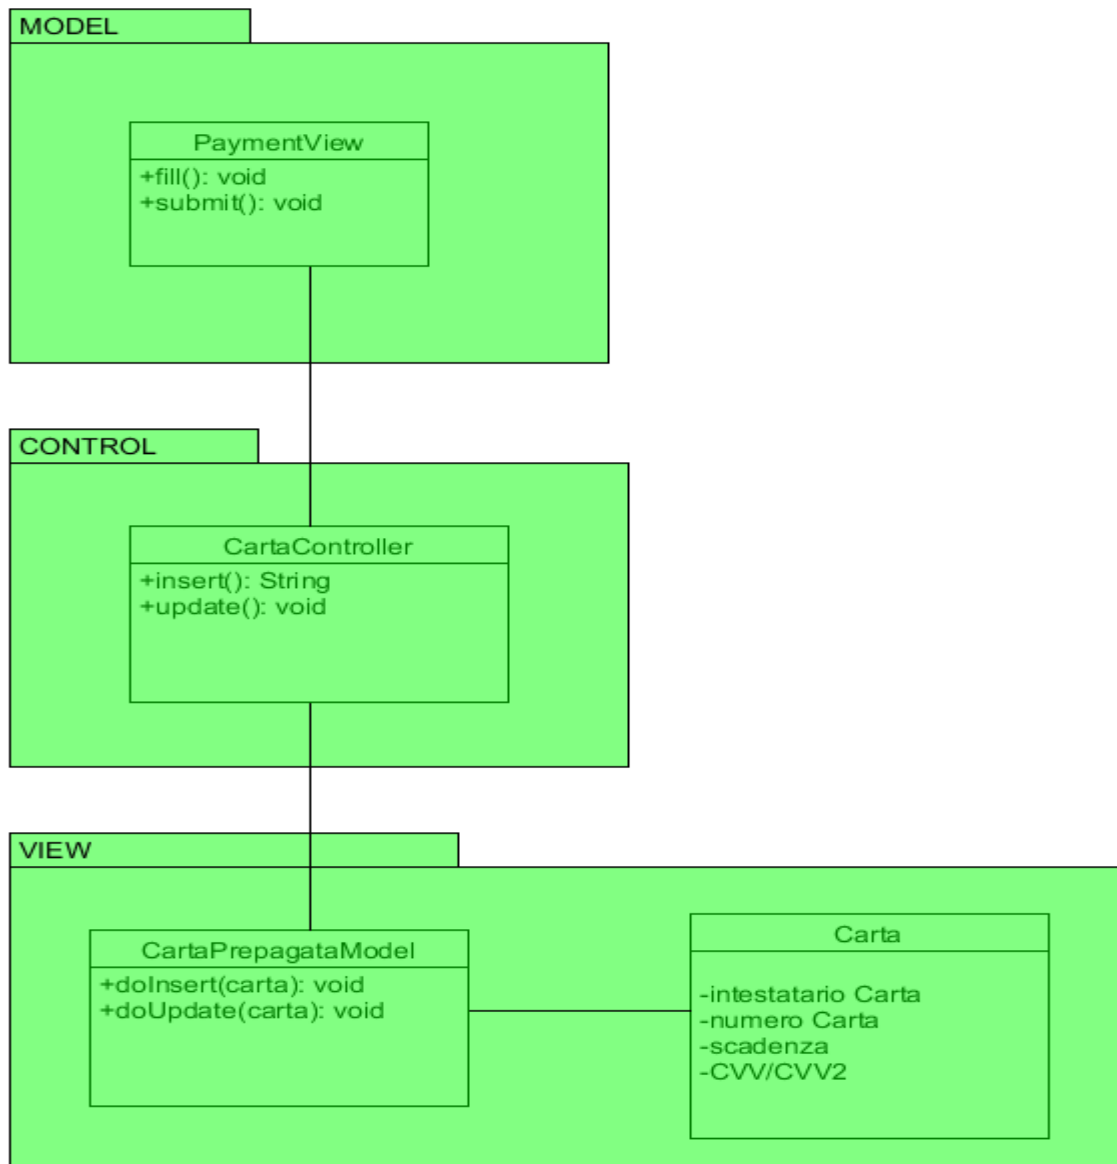 MODEL
PaymentView
+fill(): void
+submit(): void
CONTROL
CartaController
+insert(): String
+update(): void
VIEW
CartaPrepagataModel
+doInsert(carta): void
+doUpdate(carta): void
Carta
-intestatario Carta
-numero Carta
-scadenza
-CVV/CVV2